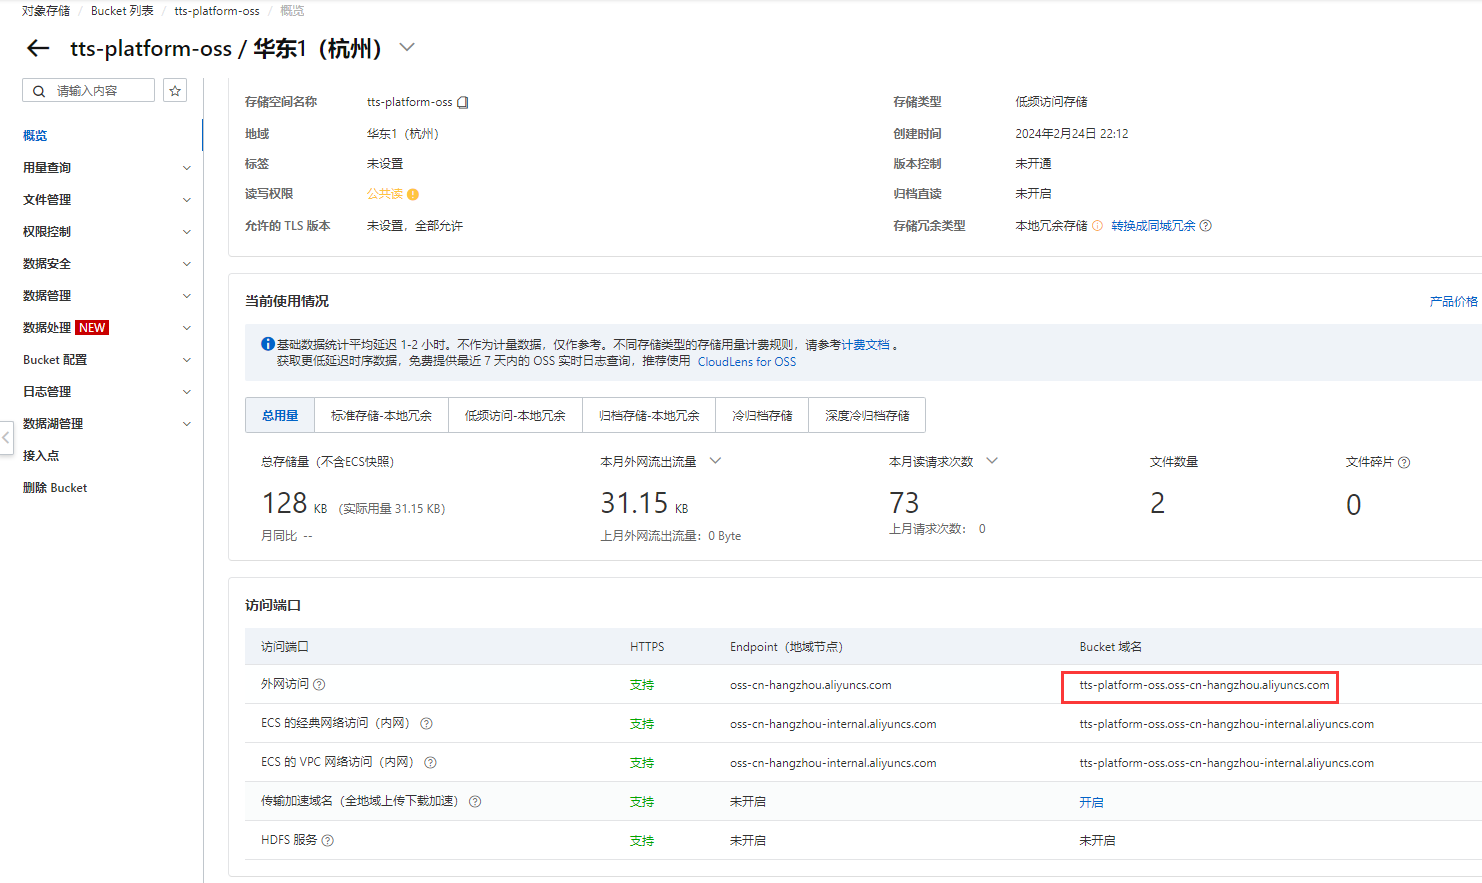 对象存储 / Bucket 列表 / tts-platform-oss / 概览
tts-platform-oss / 华东1（杭州）
请输入内容
概览
用量查询
文件管理
权限控制
数据安全
数据管理
数据处理 NEW
Bucket 配置
日志管理
数据湖管理
接入点
删除 Bucket
存储空间名称 tts-platform-oss 存储类型 低频访问存储
地域 华东1（杭州） 创建时间 2024年2月24日 22:12
标签 未设置 版本控制 未开通
读写权限 公共读 归档直读 未开启
允许的 TLS 版本 未设置，全部允许 存储冗余类型 本地冗余存储 转换成同城冗余
当前使用情况 产品价格
基础数据统计平均延迟 1-2 小时。不作为计量数据，仅作参考。不同存储类型的存储用量计费规则，请参考计费文档 。
获取更低延迟时序数据，免费提供最近 7 天内的 OSS 实时日志查询，推荐使用 CloudLens for OSS
总用量 标准存储-本地冗余 低频访问-本地冗余 归档存储-本地冗余 冷归档存储 深度冷归档存储
总存储量（不含ECS快照） 本月外网流出流量 本月读请求次数 文件数量 文件碎片
128 KB （实际用量 31.15 KB） 31.15 KB 73 2 0
月同比 -- 上月外网流出流量：0 Byte 上月请求次数： 0
访问端口
访问端口 HTTPS Endpoint（地域节点） Bucket 域名
外网访问 支持 oss-cn-hangzhou.aliyuncs.com tts-platform-oss.oss-cn-hangzhou.aliyuncs.com
ECS 的经典网络访问（内网） 支持 oss-cn-hangzhou-internal.aliyuncs.com tts-platform-oss.oss-cn-hangzhou-internal.aliyuncs.com
ECS 的 VPC 网络访问（内网） 支持 oss-cn-hangzhou-internal.aliyuncs.com tts-platform-oss.oss-cn-hangzhou-internal.aliyuncs.com
传输加速域名（全地域上传下载加速） 支持 未开启 开启
HDFS 服务 支持 未开启 未开启